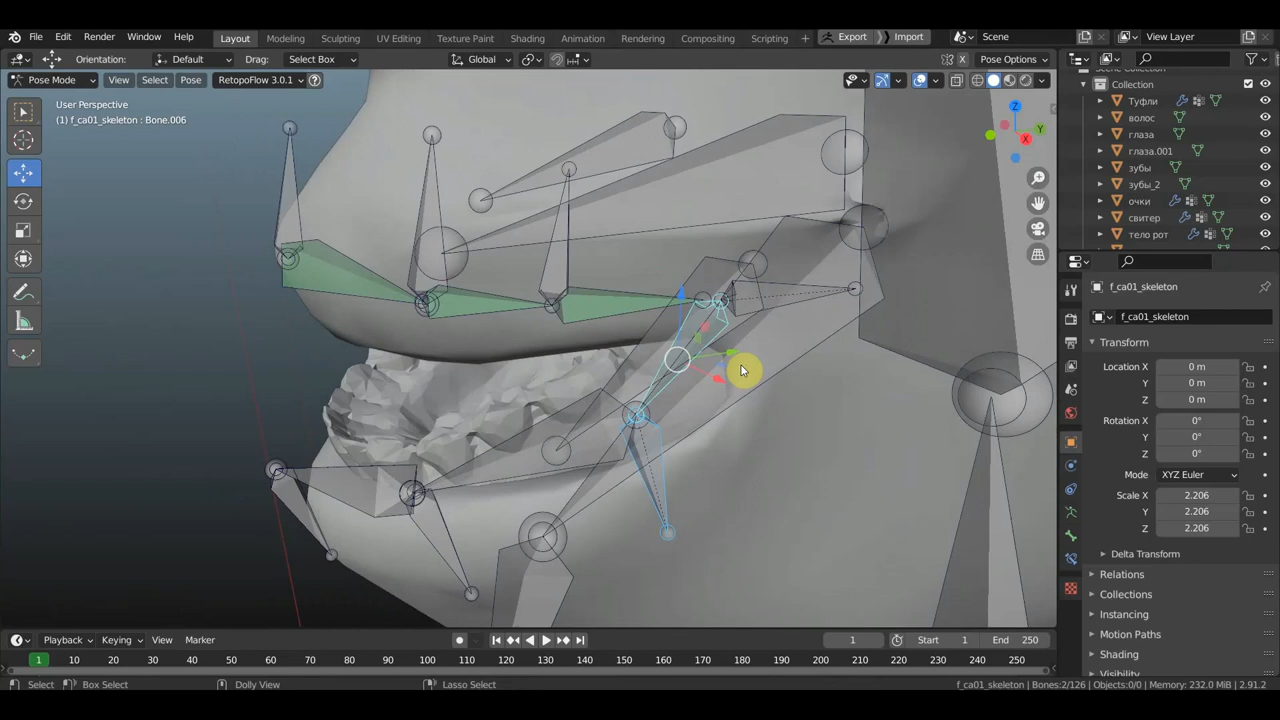 File Edit Render Window Help Layout Modeling Sculpting UV Editing Texture Paint Shading Animation Rendering Compositing Scripting + Export Import Scene View Layer
Orientation: Default Drag: Select Box Global Pose Options
Pose Mode View Select Pose RetopoFlow 3.0.1
User Perspective
(1) f_ca01_skeleton : Bone.006
Z
Y
X
Collection
Туфли
волос
глаза
глаза.001
зубы
зубы_2
очки
свитер
тело рот
f_ca01_skeleton
f_ca01_skeleton
Transform
Location X 0 m
Y 0 m
Z 0 m
Rotation X 0°
Y 0°
Z 0°
Mode XYZ Euler
Scale X 2.206
Y 2.206
Z 2.206
Delta Transform
Relations
Collections
Instancing
Motion Paths
Shading
Visibility
Playback Keying View Marker 1 Start 1 End 250
1 10 20 30 40 50 60 70 80 90 100 110 120 130 140 150 160 170 180 190 200 210 220 230 240 250
Select Box Select Dolly View Lasso Select f_ca01_skeleton | Bones:2/126 | Objects:0/0 | Memory: 232.0 MiB | 2.91.2